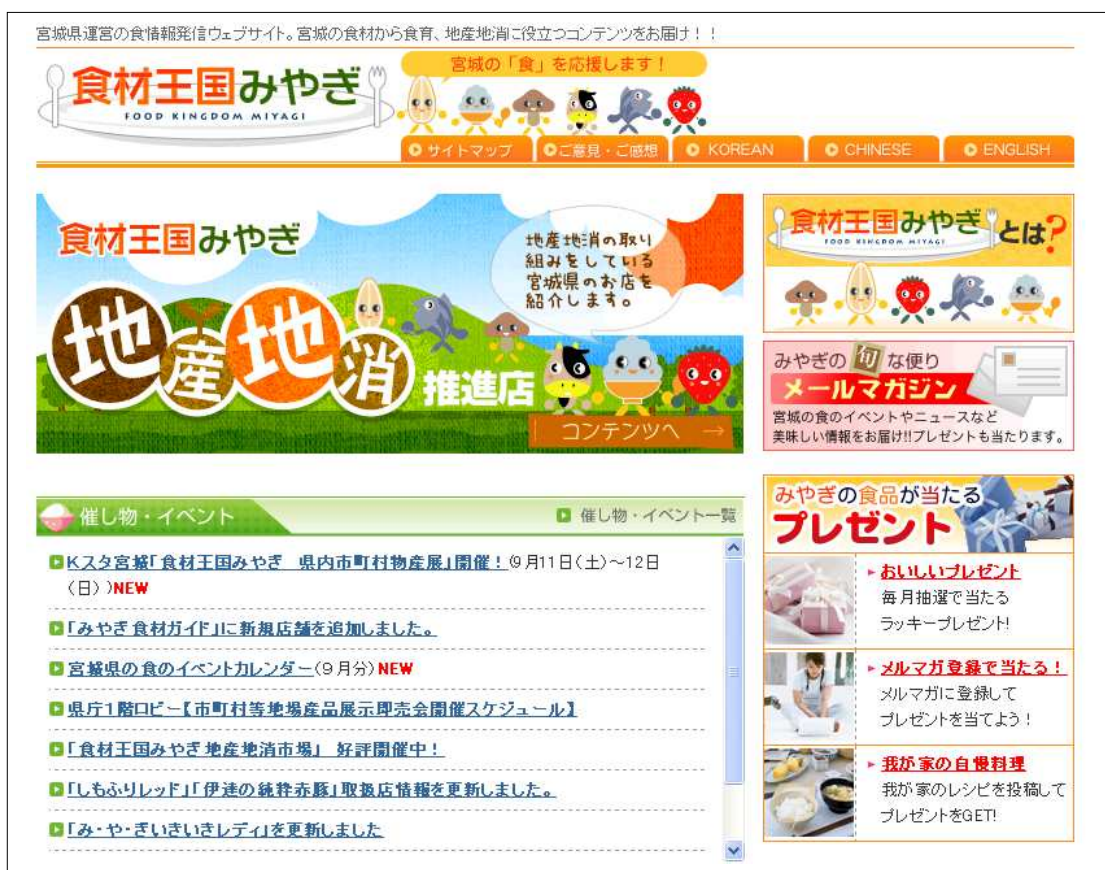 宮城県運営の食情報発信ウェブサイト。宮城の食材から食育、地産地消に役立つコンテンツをお届け！！
宮城の「食」を応援します！
食材王国みやぎ
FOOD KINGDOM MIYAGI
サイトマップ
ご意見・ご感想
KOREAN
CHINESE
ENGLISH
食材王国みやぎ
地産地消の取り
組みをしている
宮城県のお店を
紹介します。
地産地消推進店
コンテンツへ →
食材王国みやぎとは？
FOOD KINGDOM MIYAGI
みやぎの旬な便り
メールマガジン
宮城の食のイベントやニュースなど
美味しい情報をお届け!!プレゼントも当たります。
催し物・イベント
催し物・イベント一覧
Kスタ宮城「食材王国みやぎ　県内市町村物産展」開催！(9月11日(土)～12日
(日))NEW
「みやぎ食材ガイド」に新規店舗を追加しました。
宮城県の食のイベントカレンダー(9月分)NEW
県庁1階ロビー【市町村等地場産品展示即売会開催スケジュール】
「食材王国みやぎ地産地消市場」　好評開催中！
「しもふりレッド」「伊達の純粋赤豚」取扱店情報を更新しました。
「み・や・ぎいきいきレディ」を更新しました
みやぎの食品が当たる
プレゼント
おいしいプレゼント
毎月抽選で当たる
ラッキープレゼント!
メルマガ登録で当たる！
メルマガに登録して
プレゼントを当てよう！
我が家の自慢料理
我が家のレシピを投稿して
プレゼントをGET!